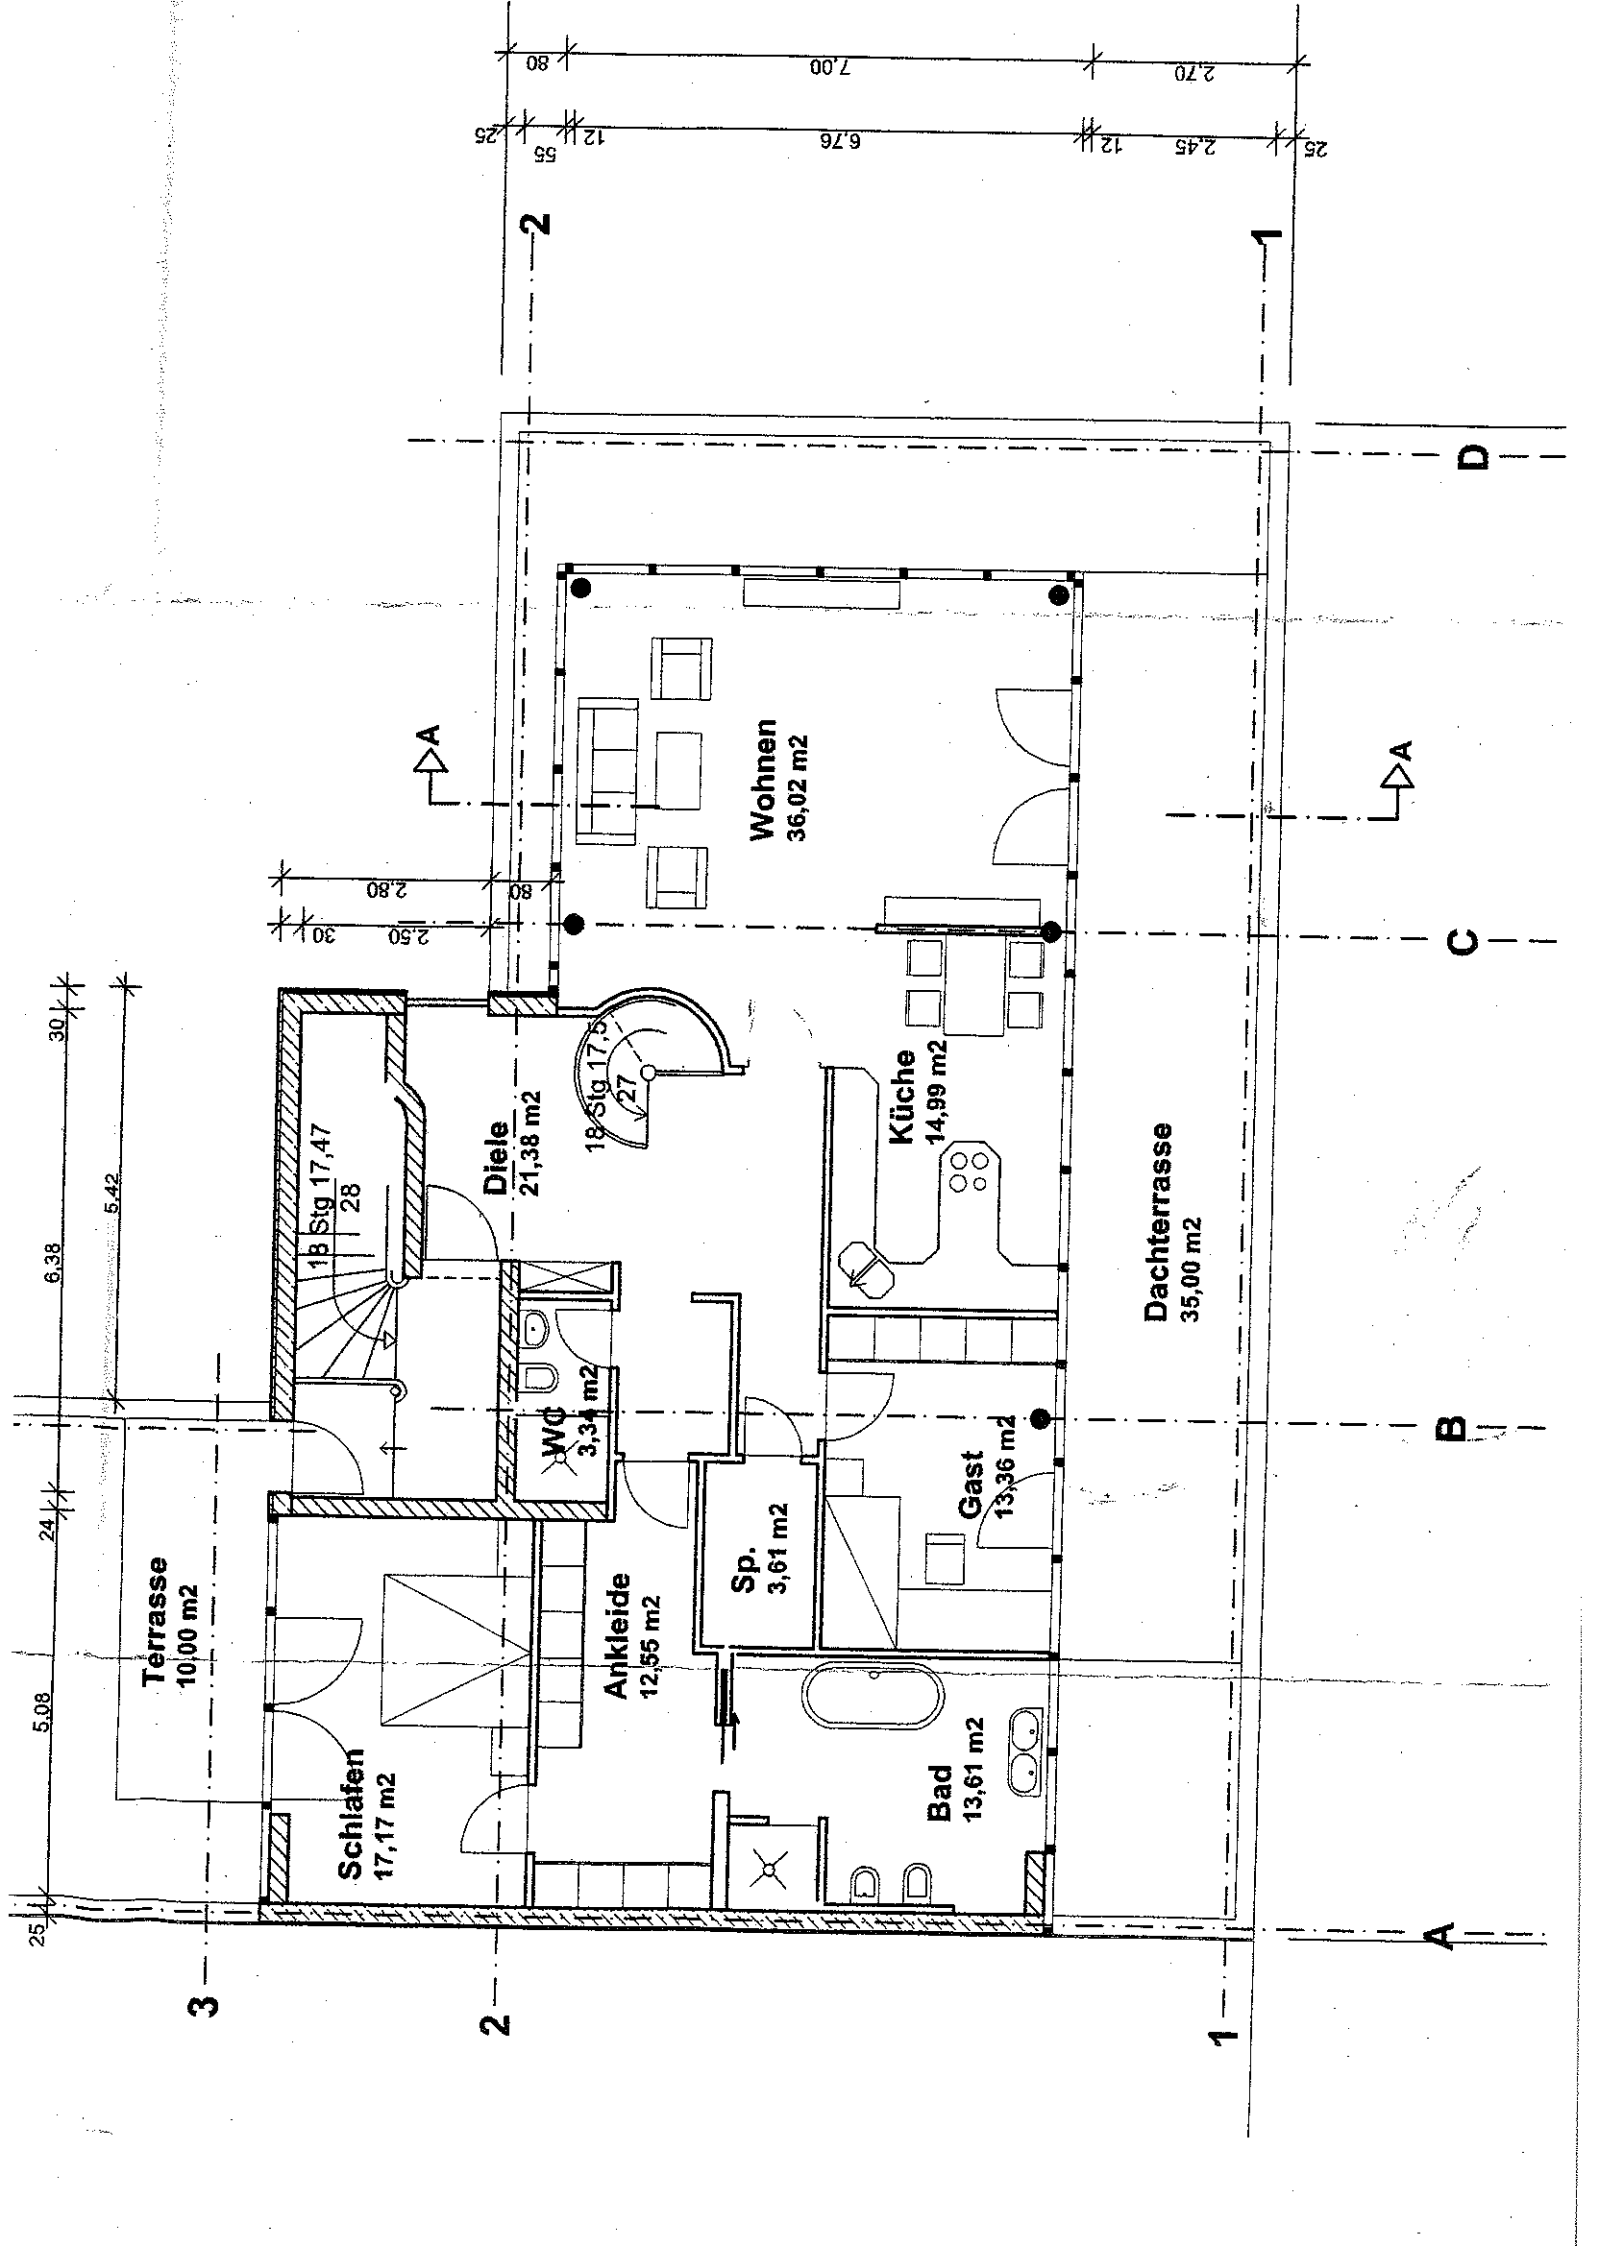 80
7,00
2,70
25
55
12
6,76
12
2,45
25
2
1
A
A
D
C
B
A
3
2
1
2,80
80
30
2,50
30
5,42
6,38
24
5,08
25
18 Stg 17,47
28
Diele
21,38 m2
18 Stg 17,5
27
Wohnen
36,02 m2
Küche
14,99 m2
Dachterrasse
35,00 m2
WC
3,34 m2
Gast
13,36 m2
Sp.
3,61 m2
Terrasse
10.00 m2
Ankleide
12,55 m2
Schlafen
17,17 m2
Bad
13,61 m2